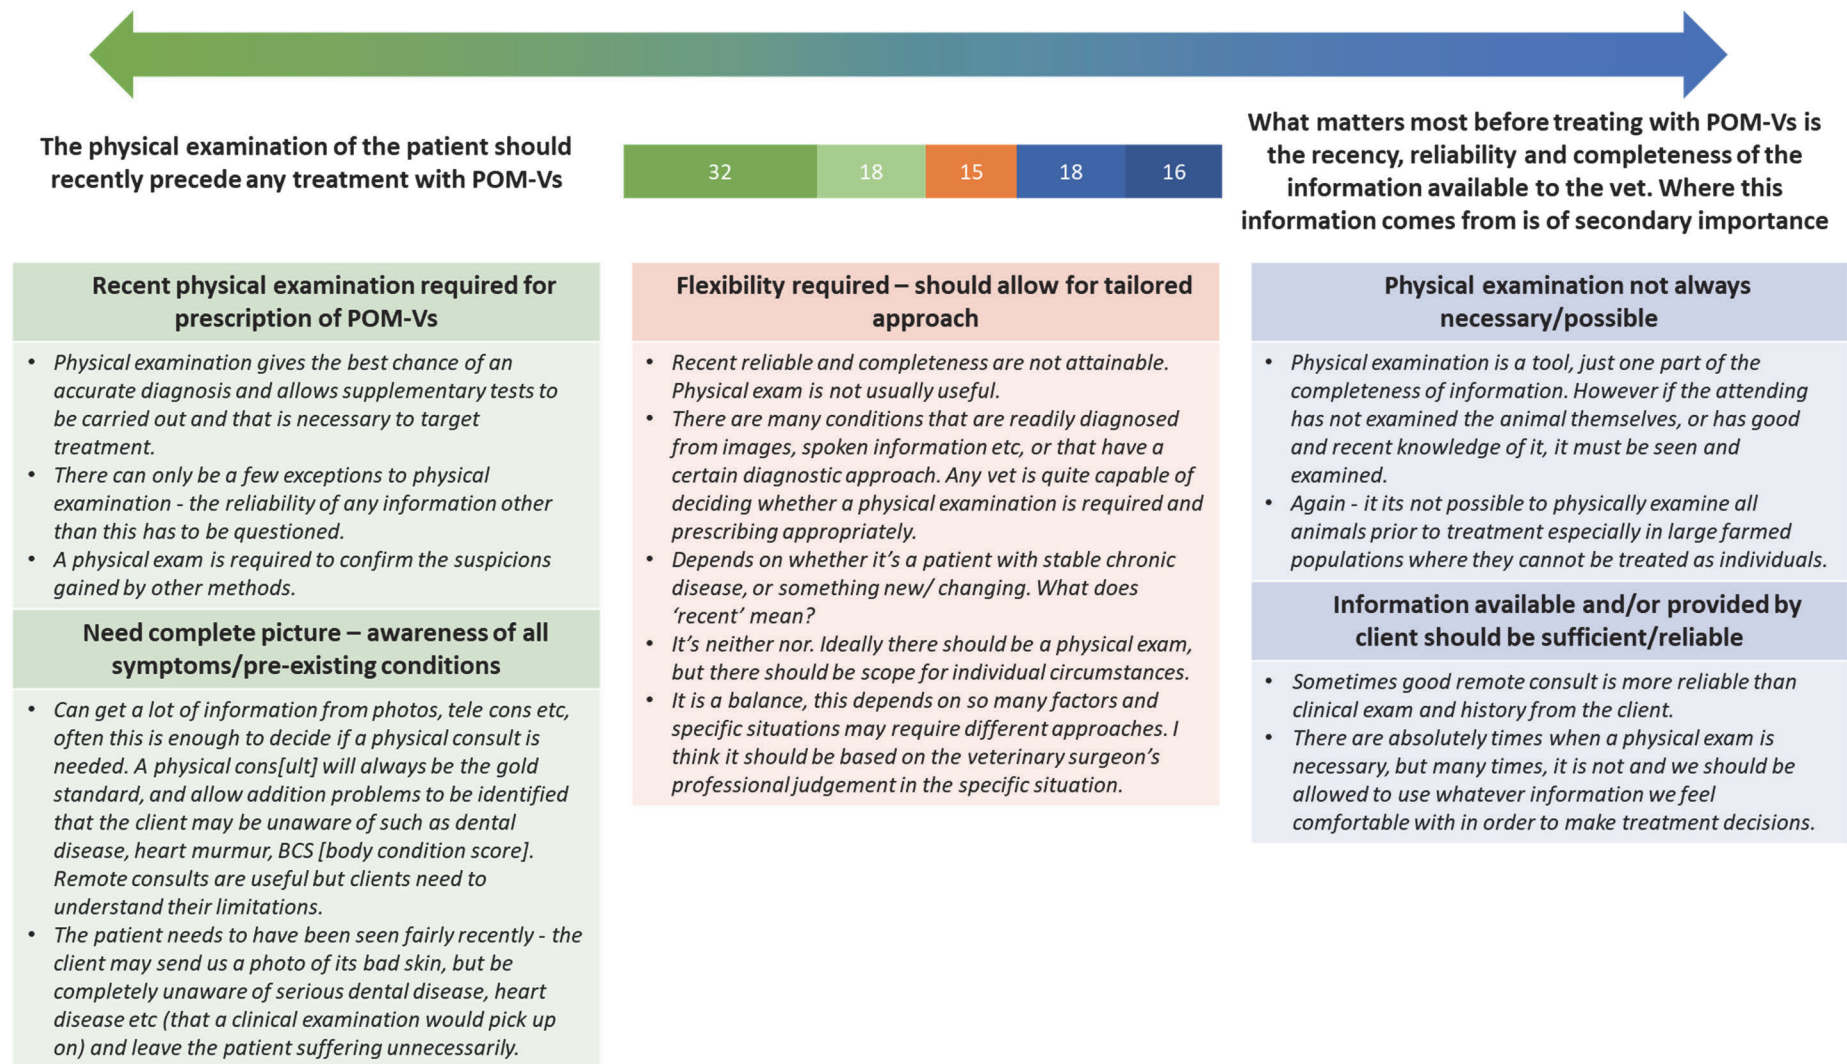 The physical examination of the patient should
recently precede any treatment with POM-Vs
32 18 15 18 16
What matters most before treating with POM-Vs is
the recency, reliability and completeness of the
information available to the vet. Where this
information comes from is of secondary importance
Recent physical examination required for
prescription of POM-Vs
• Physical examination gives the best chance of an
accurate diagnosis and allows supplementary tests to
be carried out and that is necessary to target
treatment.
• There can only be a few exceptions to physical
examination - the reliability of any information other
than this has to be questioned.
• A physical exam is required to confirm the suspicions
gained by other methods.
Need complete picture – awareness of all
symptoms/pre-existing conditions
• Can get a lot of information from photos, tele cons etc,
often this is enough to decide if a physical consult is
needed. A physical cons[ult] will always be the gold
standard, and allow addition problems to be identified
that the client may be unaware of such as dental
disease, heart murmur, BCS [body condition score].
Remote consults are useful but clients need to
understand their limitations.
• The patient needs to have been seen fairly recently - the
client may send us a photo of its bad skin, but be
completely unaware of serious dental disease, heart
disease etc (that a clinical examination would pick up
on) and leave the patient suffering unnecessarily.
Flexibility required – should allow for tailored
approach
• Recent reliable and completeness are not attainable.
Physical exam is not usually useful.
• There are many conditions that are readily diagnosed
from images, spoken information etc, or that have a
certain diagnostic approach. Any vet is quite capable of
deciding whether a physical examination is required and
prescribing appropriately.
• Depends on whether it's a patient with stable chronic
disease, or something new/ changing. What does
'recent' mean?
• It's neither nor. Ideally there should be a physical exam,
but there should be scope for individual circumstances.
• It is a balance, this depends on so many factors and
specific situations may require different approaches. I
think it should be based on the veterinary surgeon's
professional judgement in the specific situation.
Physical examination not always
necessary/possible
• Physical examination is a tool, just one part of the
completeness of information. However if the attending
has not examined the animal themselves, or has good
and recent knowledge of it, it must be seen and
examined.
• Again - it its not possible to physically examine all
animals prior to treatment especially in large farmed
populations where they cannot be treated as individuals.
Information available and/or provided by
client should be sufficient/reliable
• Sometimes good remote consult is more reliable than
clinical exam and history from the client.
• There are absolutely times when a physical exam is
necessary, but many times, it is not and we should be
allowed to use whatever information we feel
comfortable with in order to make treatment decisions.